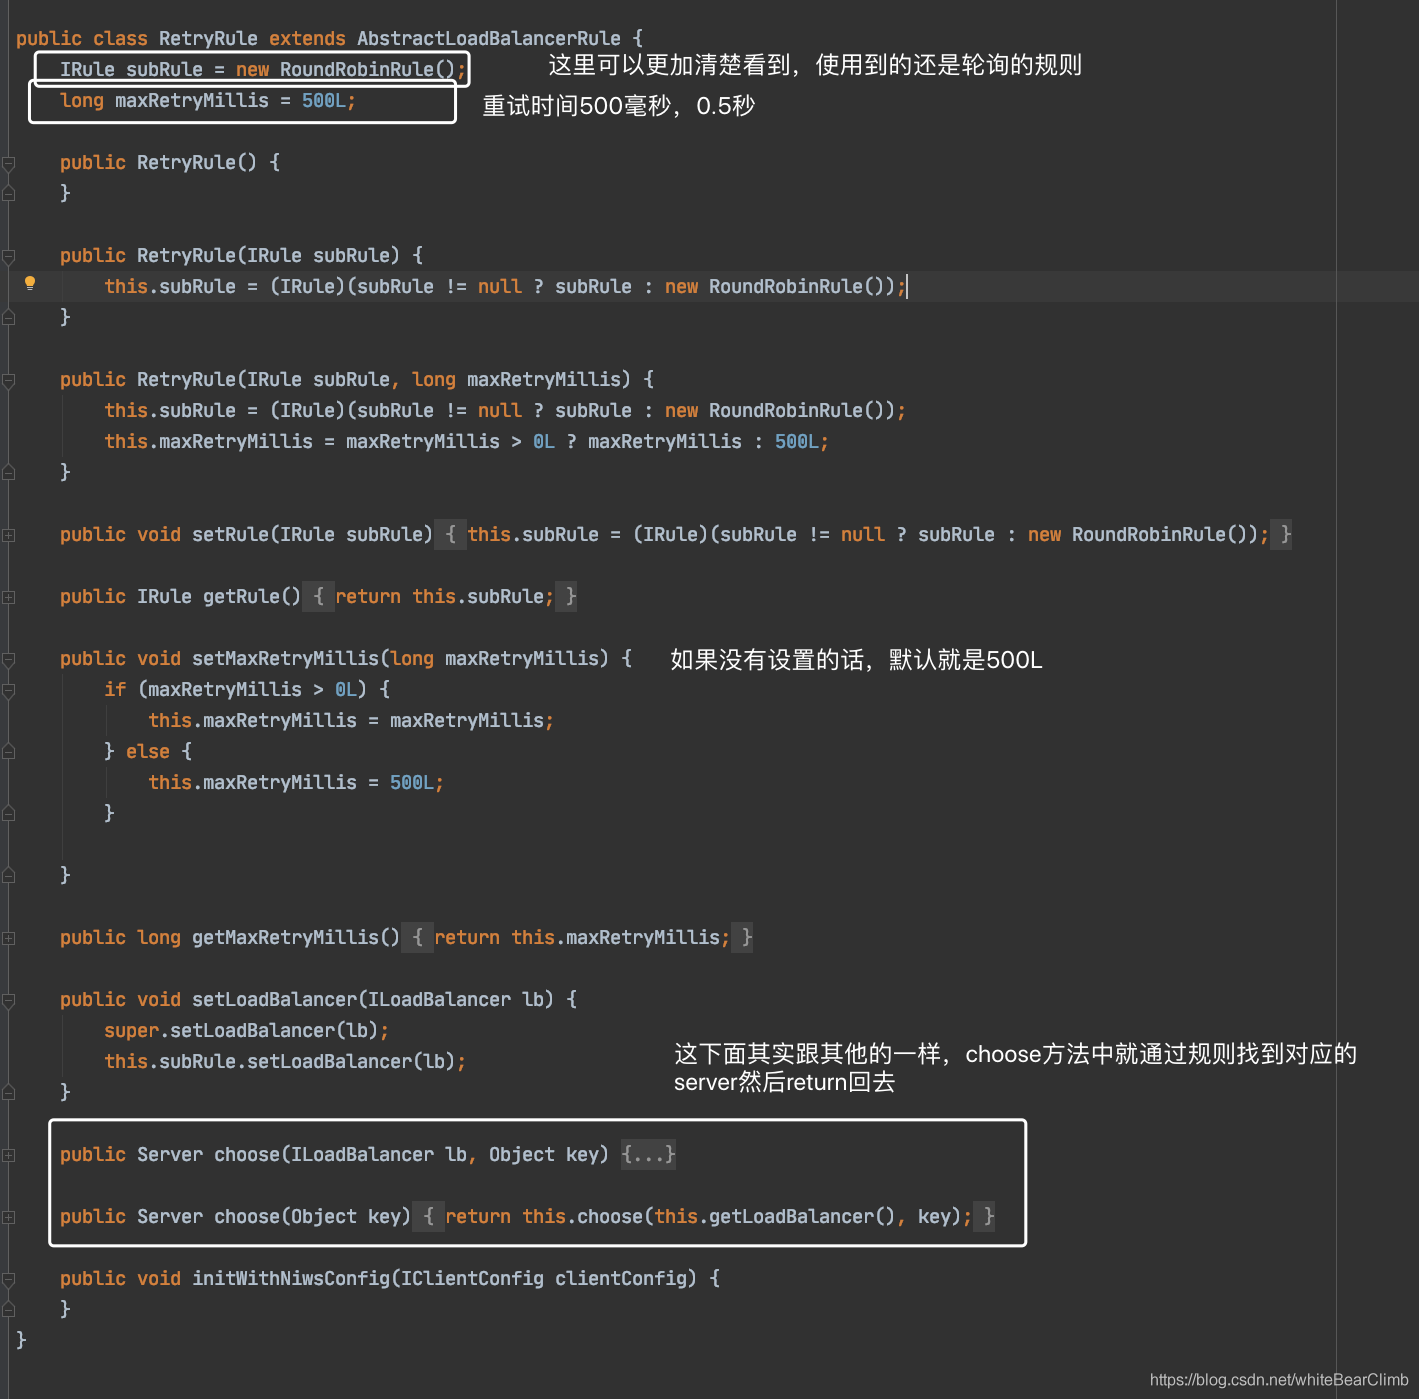 public class RetryRule extends AbstractLoadBalancerRule {
IRule subRule = new RoundRobinRule(); 这里可以更加清楚看到，使用到的还是轮询的规则
long maxRetryMillis = 500L; 重试时间500毫秒，0.5秒
public RetryRule() {
}
public RetryRule(IRule subRule) {
this.subRule = (IRule)(subRule != null ? subRule : new RoundRobinRule());
}
public RetryRule(IRule subRule, long maxRetryMillis) {
this.subRule = (IRule)(subRule != null ? subRule : new RoundRobinRule());
this.maxRetryMillis = maxRetryMillis > 0L ? maxRetryMillis : 500L;
}
public void setRule(IRule subRule) { this.subRule = (IRule)(subRule != null ? subRule : new RoundRobinRule()); }
public IRule getRule() { return this.subRule; }
public void setMaxRetryMillis(long maxRetryMillis) { 如果没有设置的话，默认就是500L
if (maxRetryMillis > 0L) {
this.maxRetryMillis = maxRetryMillis;
} else {
this.maxRetryMillis = 500L;
}
}
public long getMaxRetryMillis() { return this.maxRetryMillis; }
public void setLoadBalancer(ILoadBalancer lb) {
super.setLoadBalancer(lb);
this.subRule.setLoadBalancer(lb);
}
这下面其实跟其他的一样，choose方法中就通过规则找到对应的
server然后return回去
public Server choose(ILoadBalancer lb, Object key) {...}
public Server choose(Object key) { return this.choose(this.getLoadBalancer(), key); }
public void initWithNiwsConfig(IClientConfig clientConfig) {
}
}
https://blog.csdn.net/whiteBearClimb